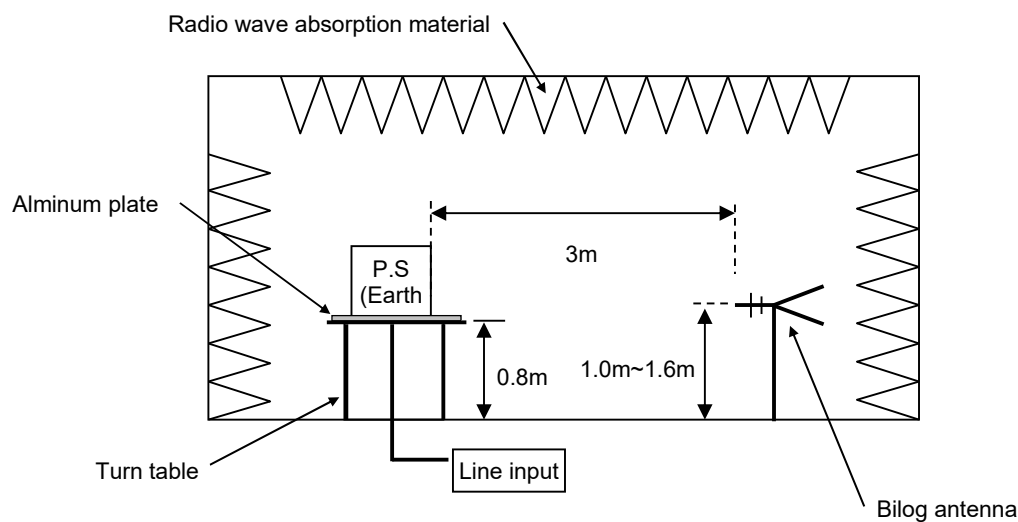 Radio wave absorption material
Alminum plate
P.S
(Earth
3m
0.8m
1.0m~1.6m
Turn table
Line input
Bilog antenna